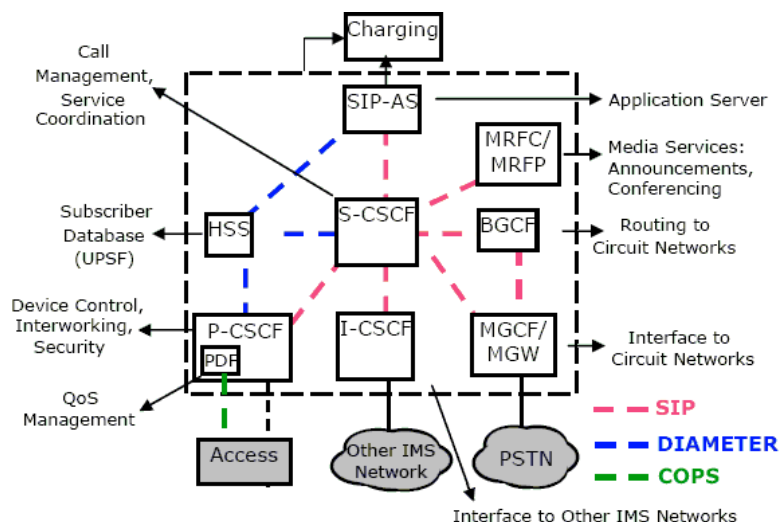 Charging
Call
Management,
Service
Coordination
SIP-AS
Application Server
MRFC/
MRFP
Media Services:
Announcements,
Conferencing
Subscriber
Database
(UPSF)
HSS
S-CSCF
BGCF
Routing to
Circuit Networks
Device Control,
Interworking,
Security
P-CSCF
PDF
I-CSCF
MGCF/
MGW
Interface to
Circuit Networks
QoS
Management
Access
Other IMS
Network
PSTN
SIP
DIAMETER
COPS
Interface to Other IMS Networks